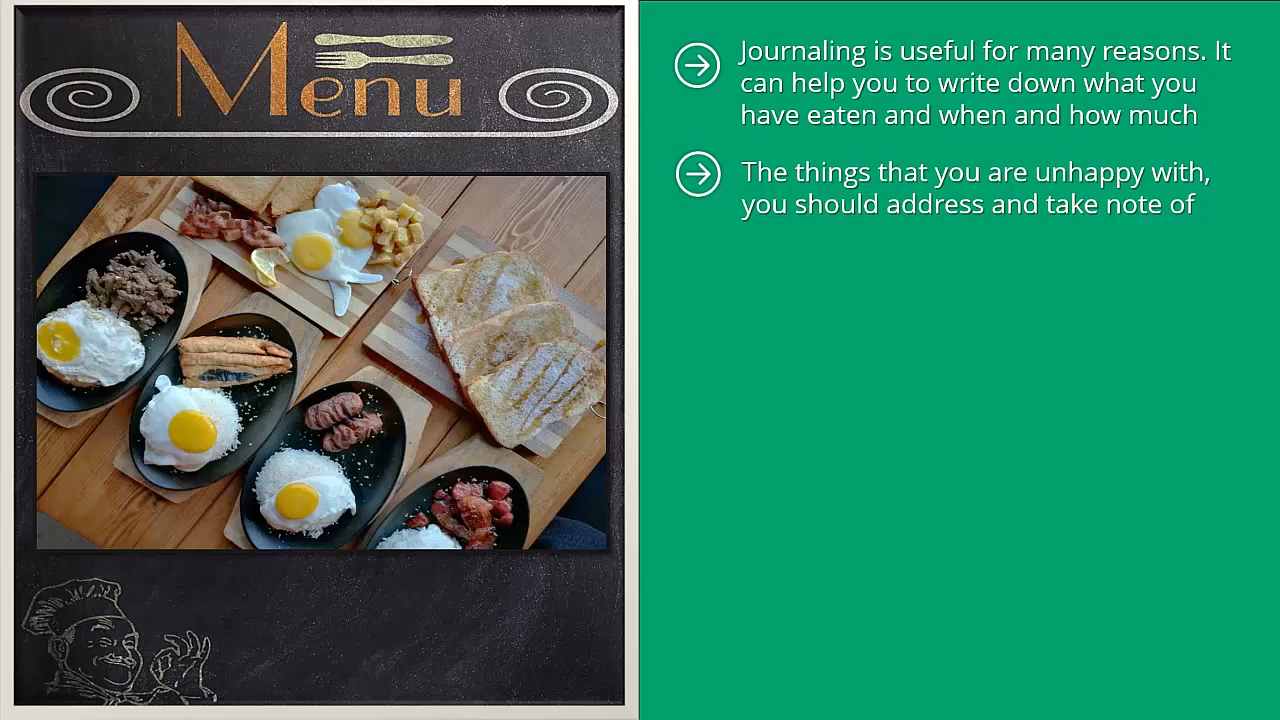 Menu
Journaling is useful for many reasons. It
can help you to write down what you
have eaten and when and how much
The things that you are unhappy with,
you should address and take note of